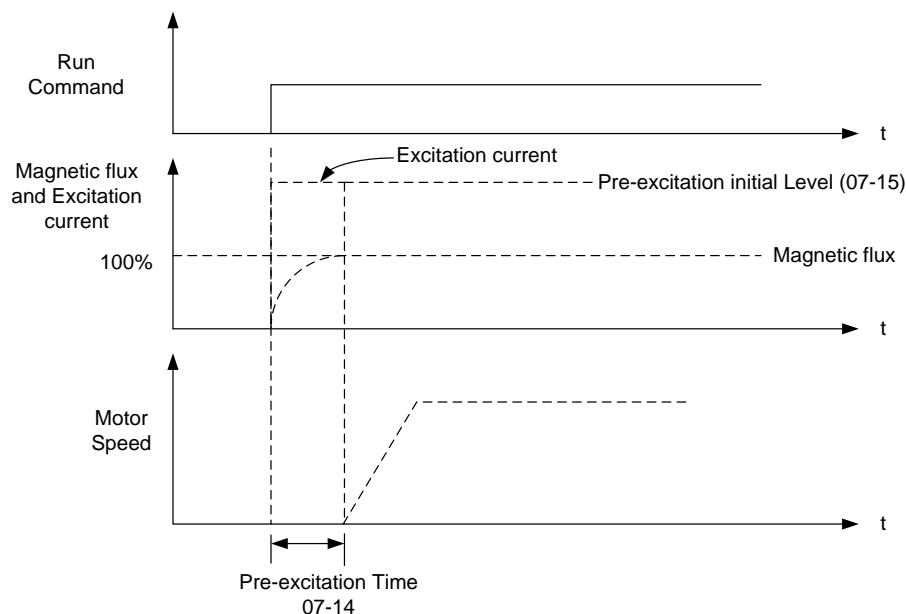 Run
Command
t
Excitation current
Magnetic flux
and Excitation
current
Pre-excitation initial Level (07-15)
100%
Magnetic flux
t
Motor
Speed
t
Pre-excitation Time
07-14